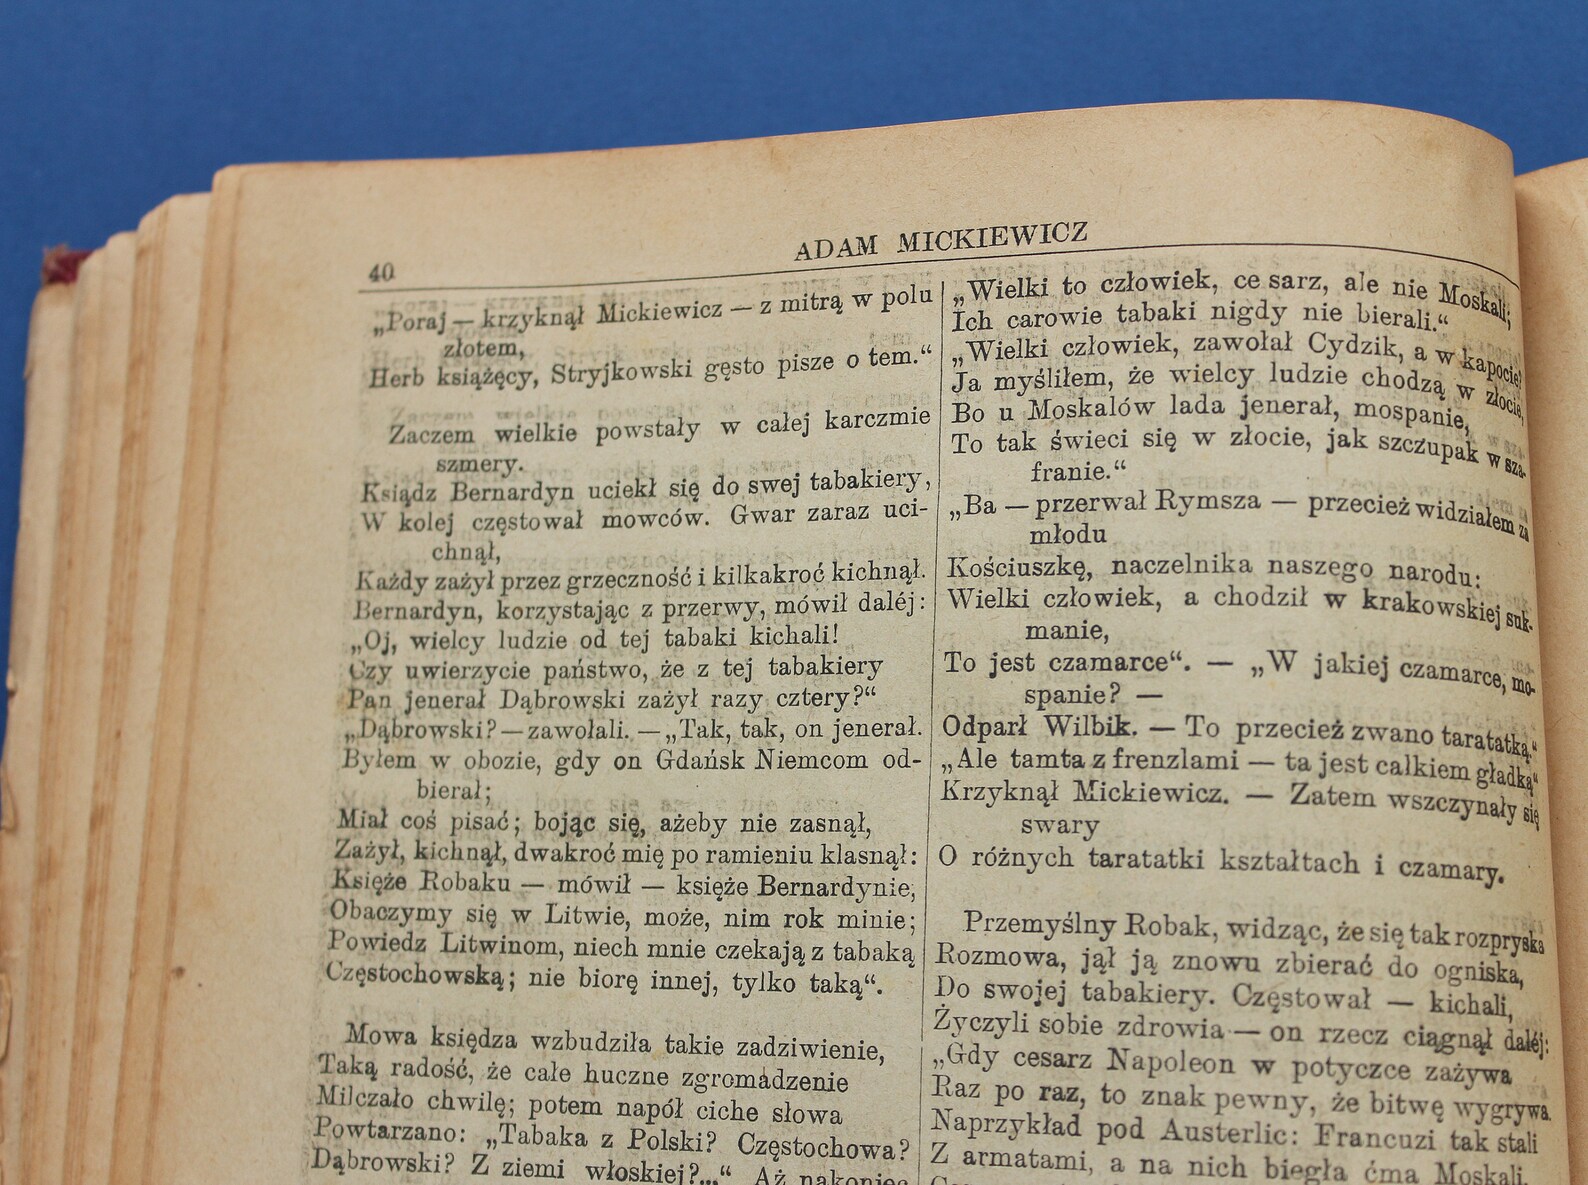 40
ADAM MICKIEWICZ
„Poraj — krzyknął Mickiewicz — z mitrą w polu
złotem,
Herb książęcy, Stryjkowski gęsto pisze o tem.“
Zaczem wielkie powstały w całej karczmie
szmery.
Ksiądz Bernardyn uciekł się do swej tabakiery,
W kolej częstował mowców. Gwar zaraz uci-
chnął,
Każdy zażył przez grzeczność i kilkakroć kichnął.
Bernardyn, korzystając z przerwy, mówił daléj:
„Oj, wielcy ludzie od tej tabaki kichali!
Czy uwierzycie państwo, że z tej tabakiery
Pan jenerał Dąbrowski zażył razy cztery?“
„Dąbrowski? — zawołali. — „Tak, tak, on jenerał.
Byłem w obozie, gdy on Gdańsk Niemcom od-
bierał;
Miał coś pisać; bojąc się, ażeby nie zasnął,
Zażył, kichnął, dwakroć mię po ramieniu klasnął:
Księże Robaku — mówił — księże Bernardynie,
Obaczymy się w Litwie, może, nim rok minie;
Powiedz Litwinom, niech mnie czekają z tabaką
Częstochowską; nie biorę innej, tylko taką“.
Mowa księdza wzbudziła takie zadziwienie,
Taką radość, że całe huczne zgromadzenie
Milczało chwilę; potem napół ciche słowa
Powtarzano: „Tabaka z Polski? Częstochowa?
Dąbrowski? Z ziemi włoskiej?...“ Aż nakoniec
„Wielki to człowiek, ce sarz, ale nie Moskali;
Ich carowie tabaki nigdy nie bierali.“
„Wielki człowiek, zawołał Cydzik, a w kapocie!
Ja myśliłem, że wielcy ludzie chodzą w złocie,
Bo u Moskalów lada jenerał, mospanie,
To tak świeci się w złocie, jak szczupak w sza-
franie.“
„Ba — przerwał Rymsza — przecież widziałem za
młodu
Kościuszkę, naczelnika naszego narodu:
Wielki człowiek, a chodził w krakowskiej suk-
manie,
To jest czamarce“. — „W jakiej czamarce, mo-
spanie? —
Odparł Wilbik. — To przecież zwano taratatką.“
„Ale tamta z frenzlami — ta jest calkiem gładką“
Krzyknął Mickiewicz. — Zatem wszczynały się
swary
O różnych taratatki kształtach i czamary.
Przemyślny Robak, widząc, że się tak rozpryska
Rozmowa, jął ją znowu zbierać do ogniska,
Do swojej tabakiery. Częstował — kichali,
Życzyli sobie zdrowia — on rzecz ciągnął daléj:
„Gdy cesarz Napoleon w potyczce zażywa
Raz po raz, to znak pewny, że bitwę wygrywa.
Naprzykład pod Austerlic: Francuzi tak stali
Z armatami, a na nich biegła ćma Moskali.